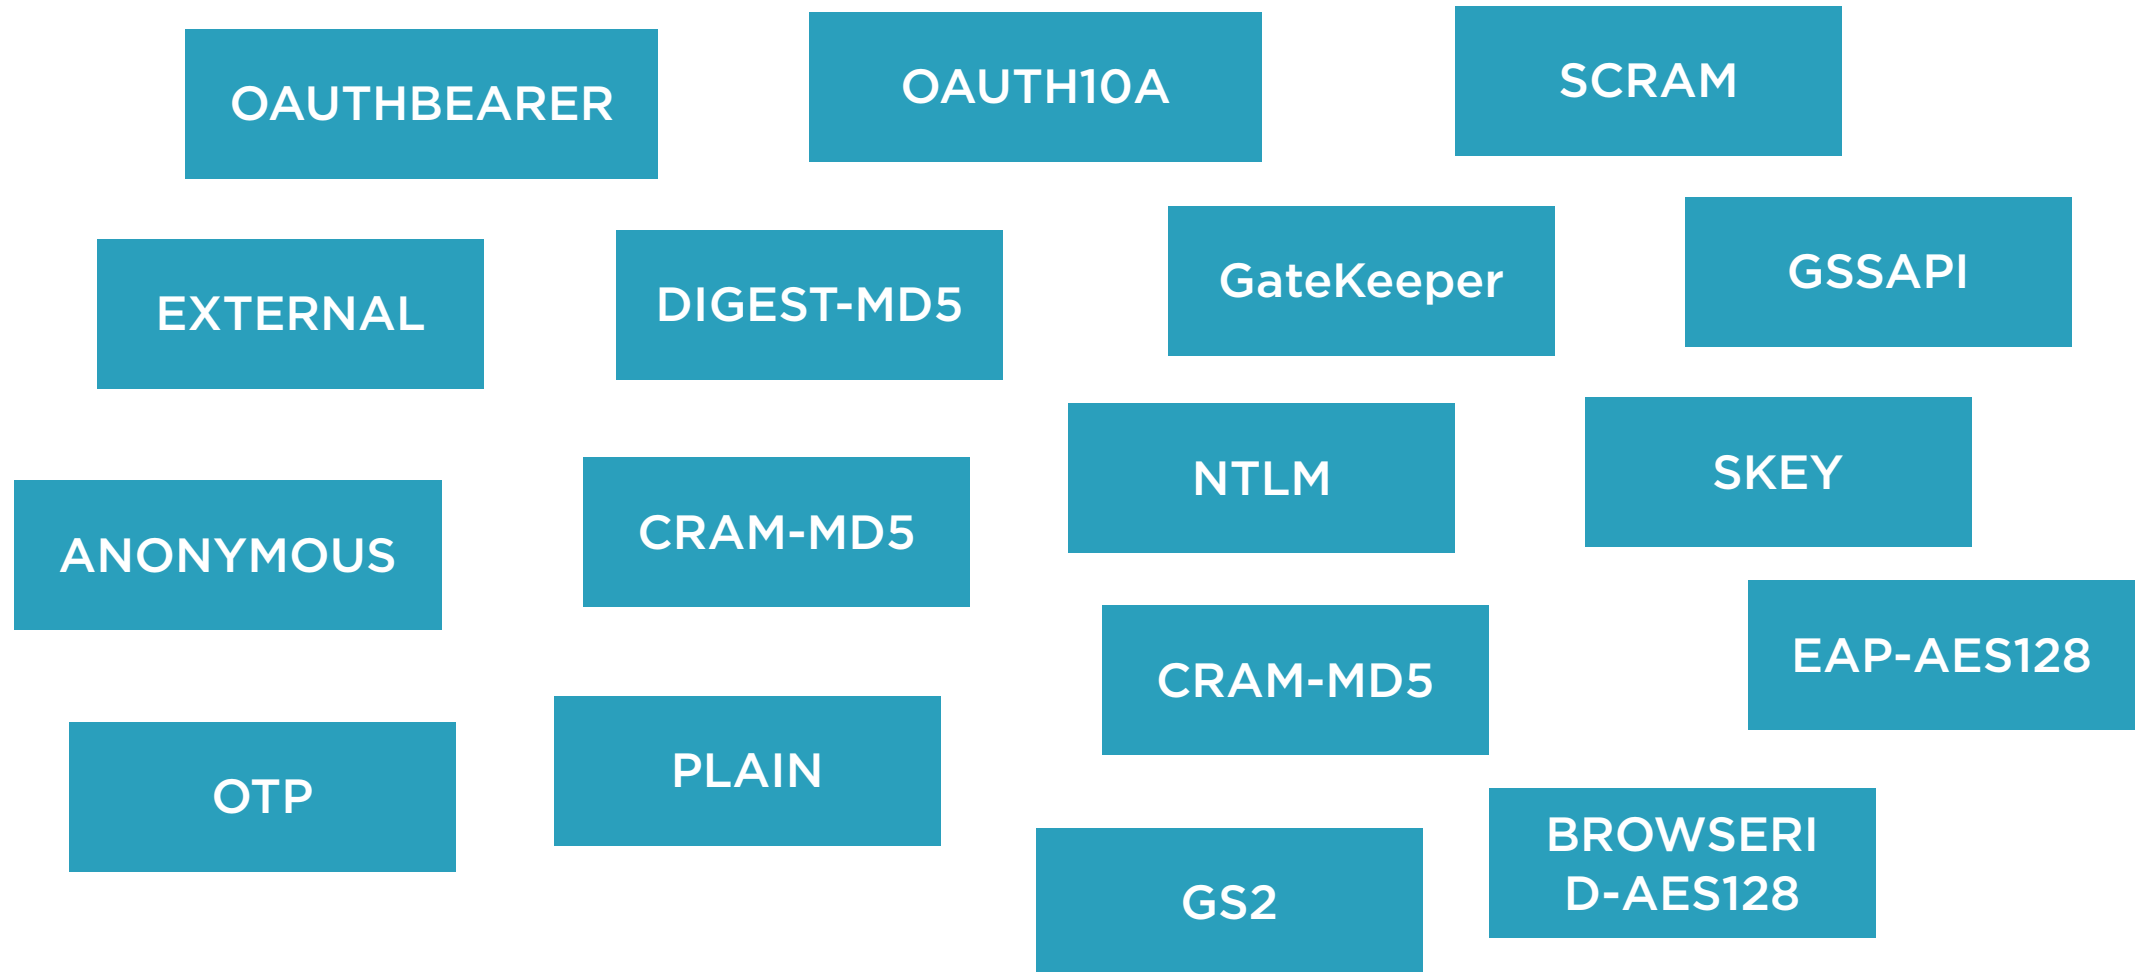 OAUTHBEARER
OAUTH10A
SCRAM
EXTERNAL
DIGEST-MD5
GateKeeper
GSSAPI
ANONYMOUS
CRAM-MD5
NTLM
SKEY
OTP
PLAIN
CRAM-MD5
EAP-AES128
GS2
BROWSERI
D-AES128